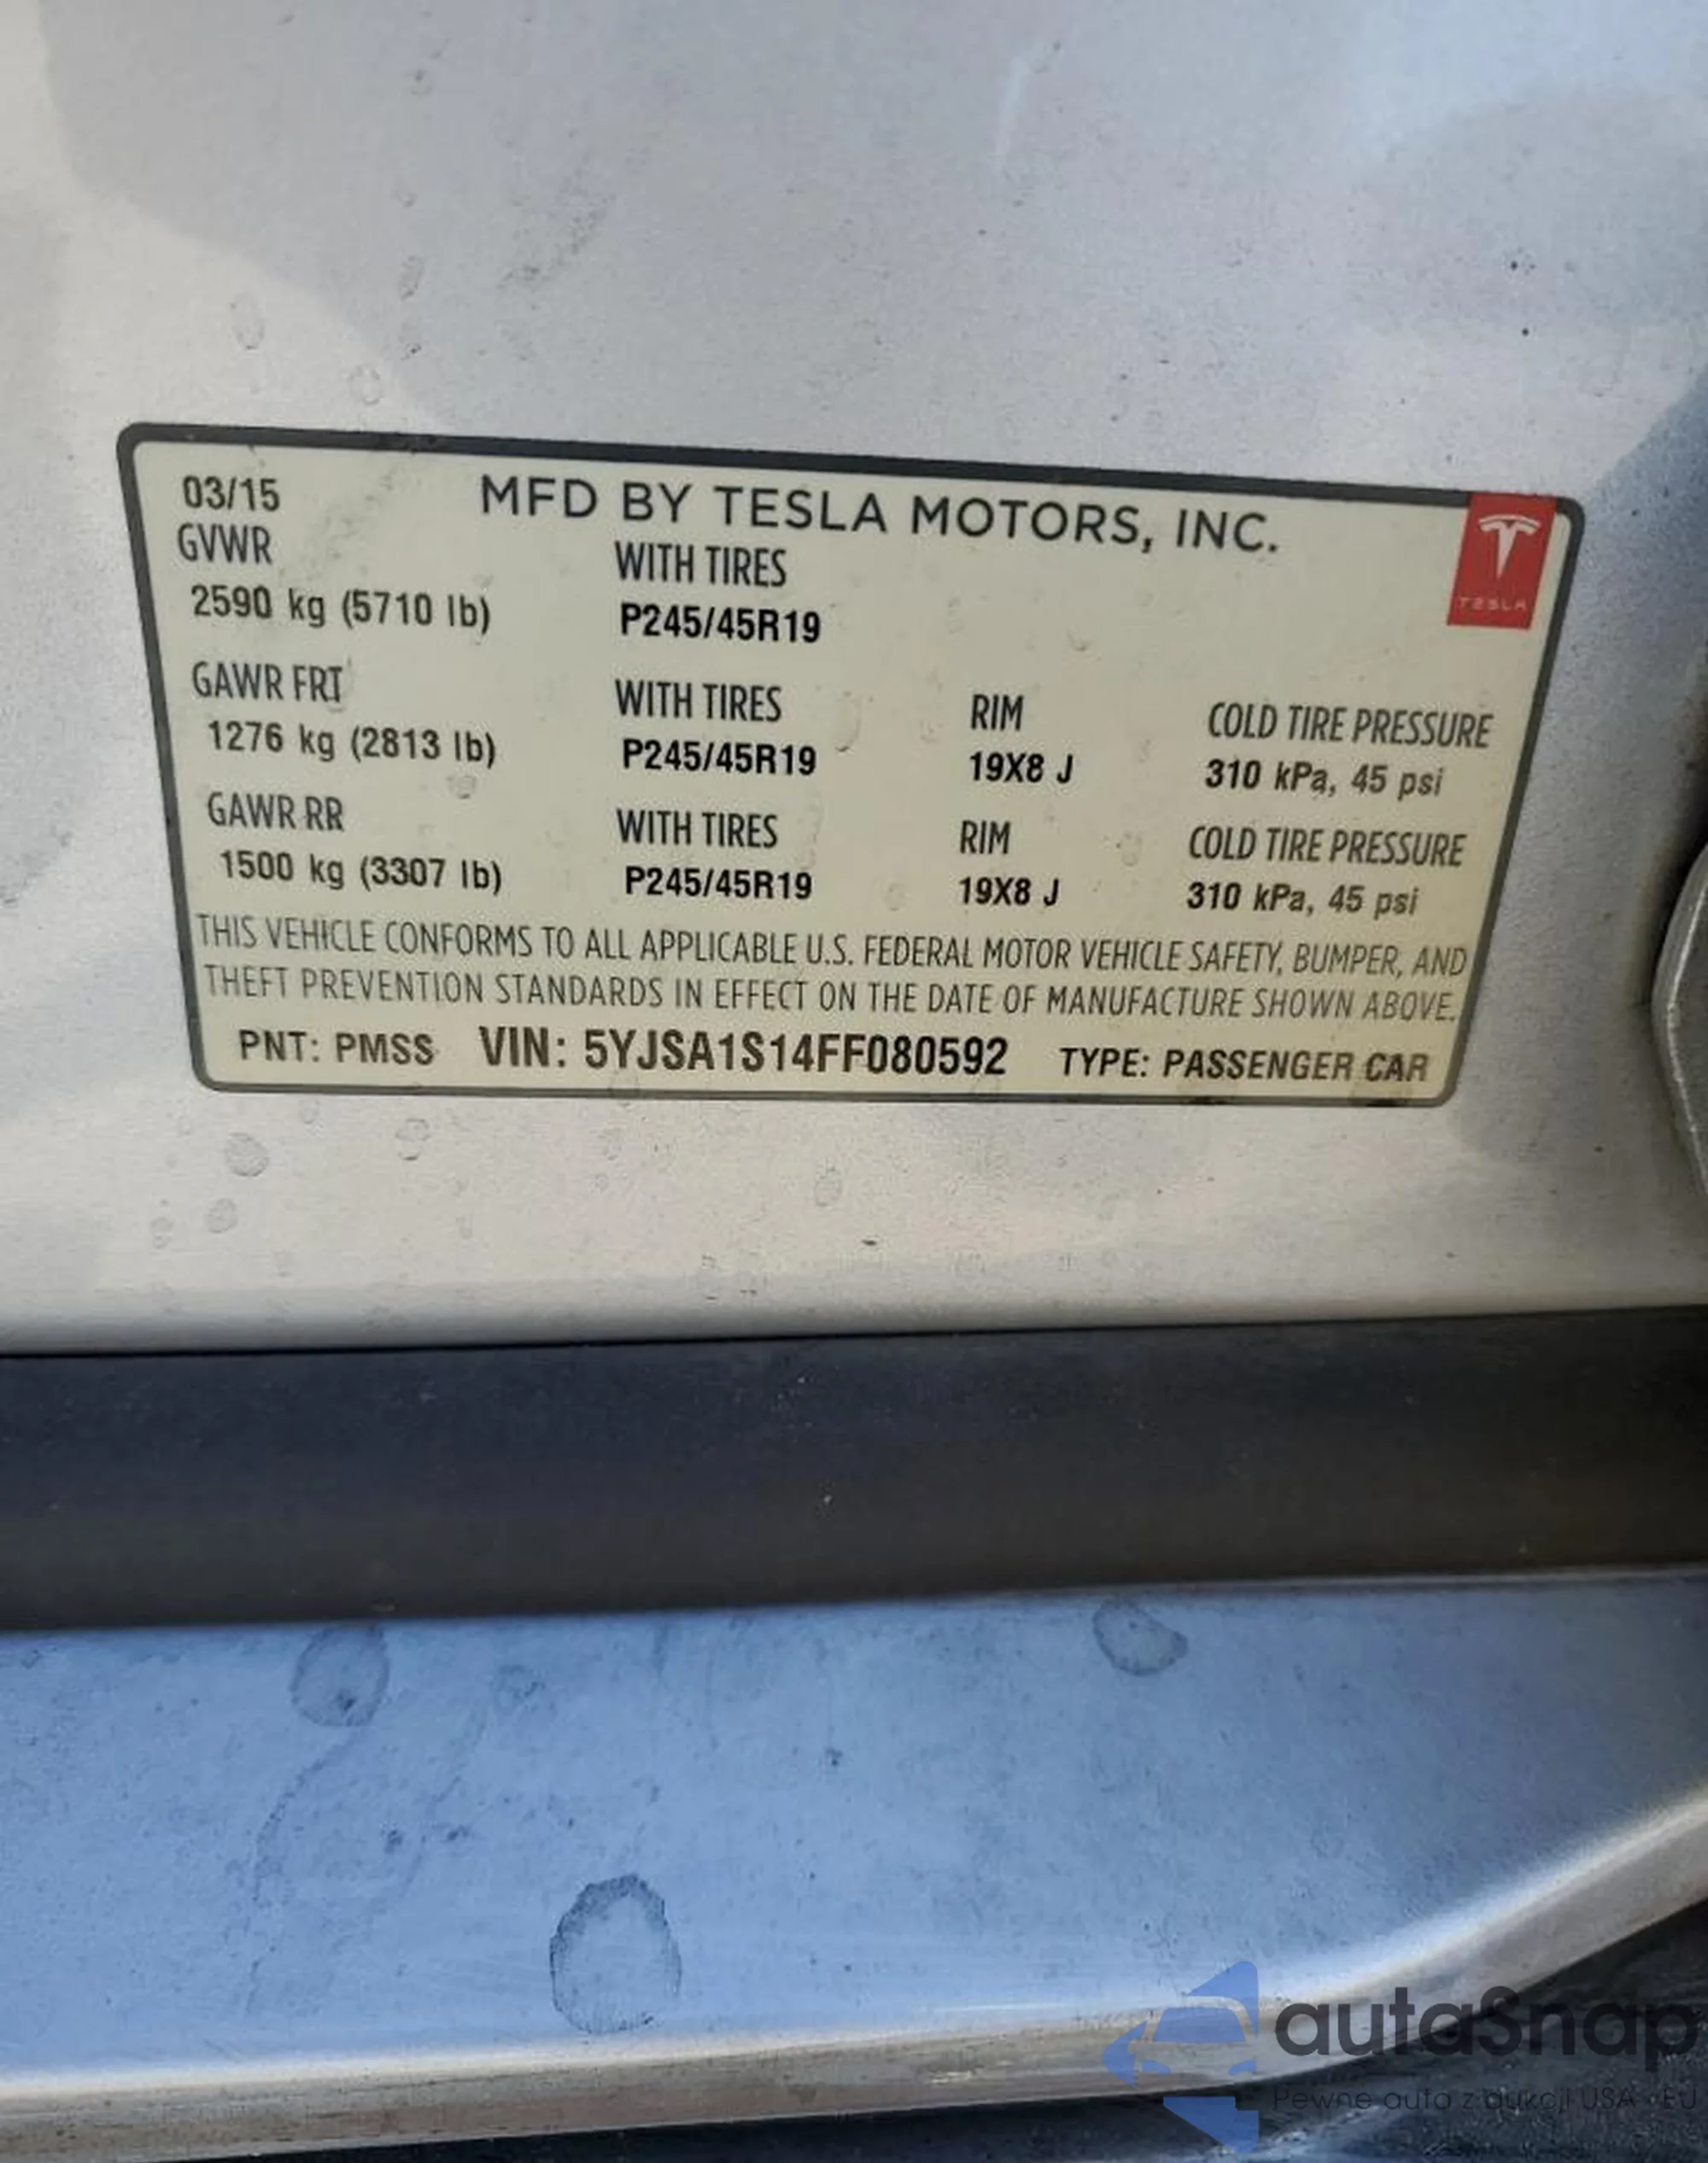 03/15 MFD BY TESLA MOTORS, INC.
GVWR WITH TIRES
2590 kg (5710 lb) P245/45R19
TESLA
GAWR FRT WITH TIRES RIM COLD TIRE PRESSURE
1276 kg (2813 lb) P245/45R19 19X8 J 310 kPa, 45 psi
GAWR RR WITH TIRES RIM COLD TIRE PRESSURE
1500 kg (3307 lb) P245/45R19 19X8 J 310 kPa, 45 psi
THIS VEHICLE CONFORMS TO ALL APPLICABLE U.S. FEDERAL MOTOR VEHICLE SAFETY, BUMPER, AND
THEFT PREVENTION STANDARDS IN EFFECT ON THE DATE OF MANUFACTURE SHOWN ABOVE.
PNT: PMSS VIN: 5YJSA1S14FF080592 TYPE: PASSENGER CAR
autaSnap
Pewne auta z aukcji USA - EU